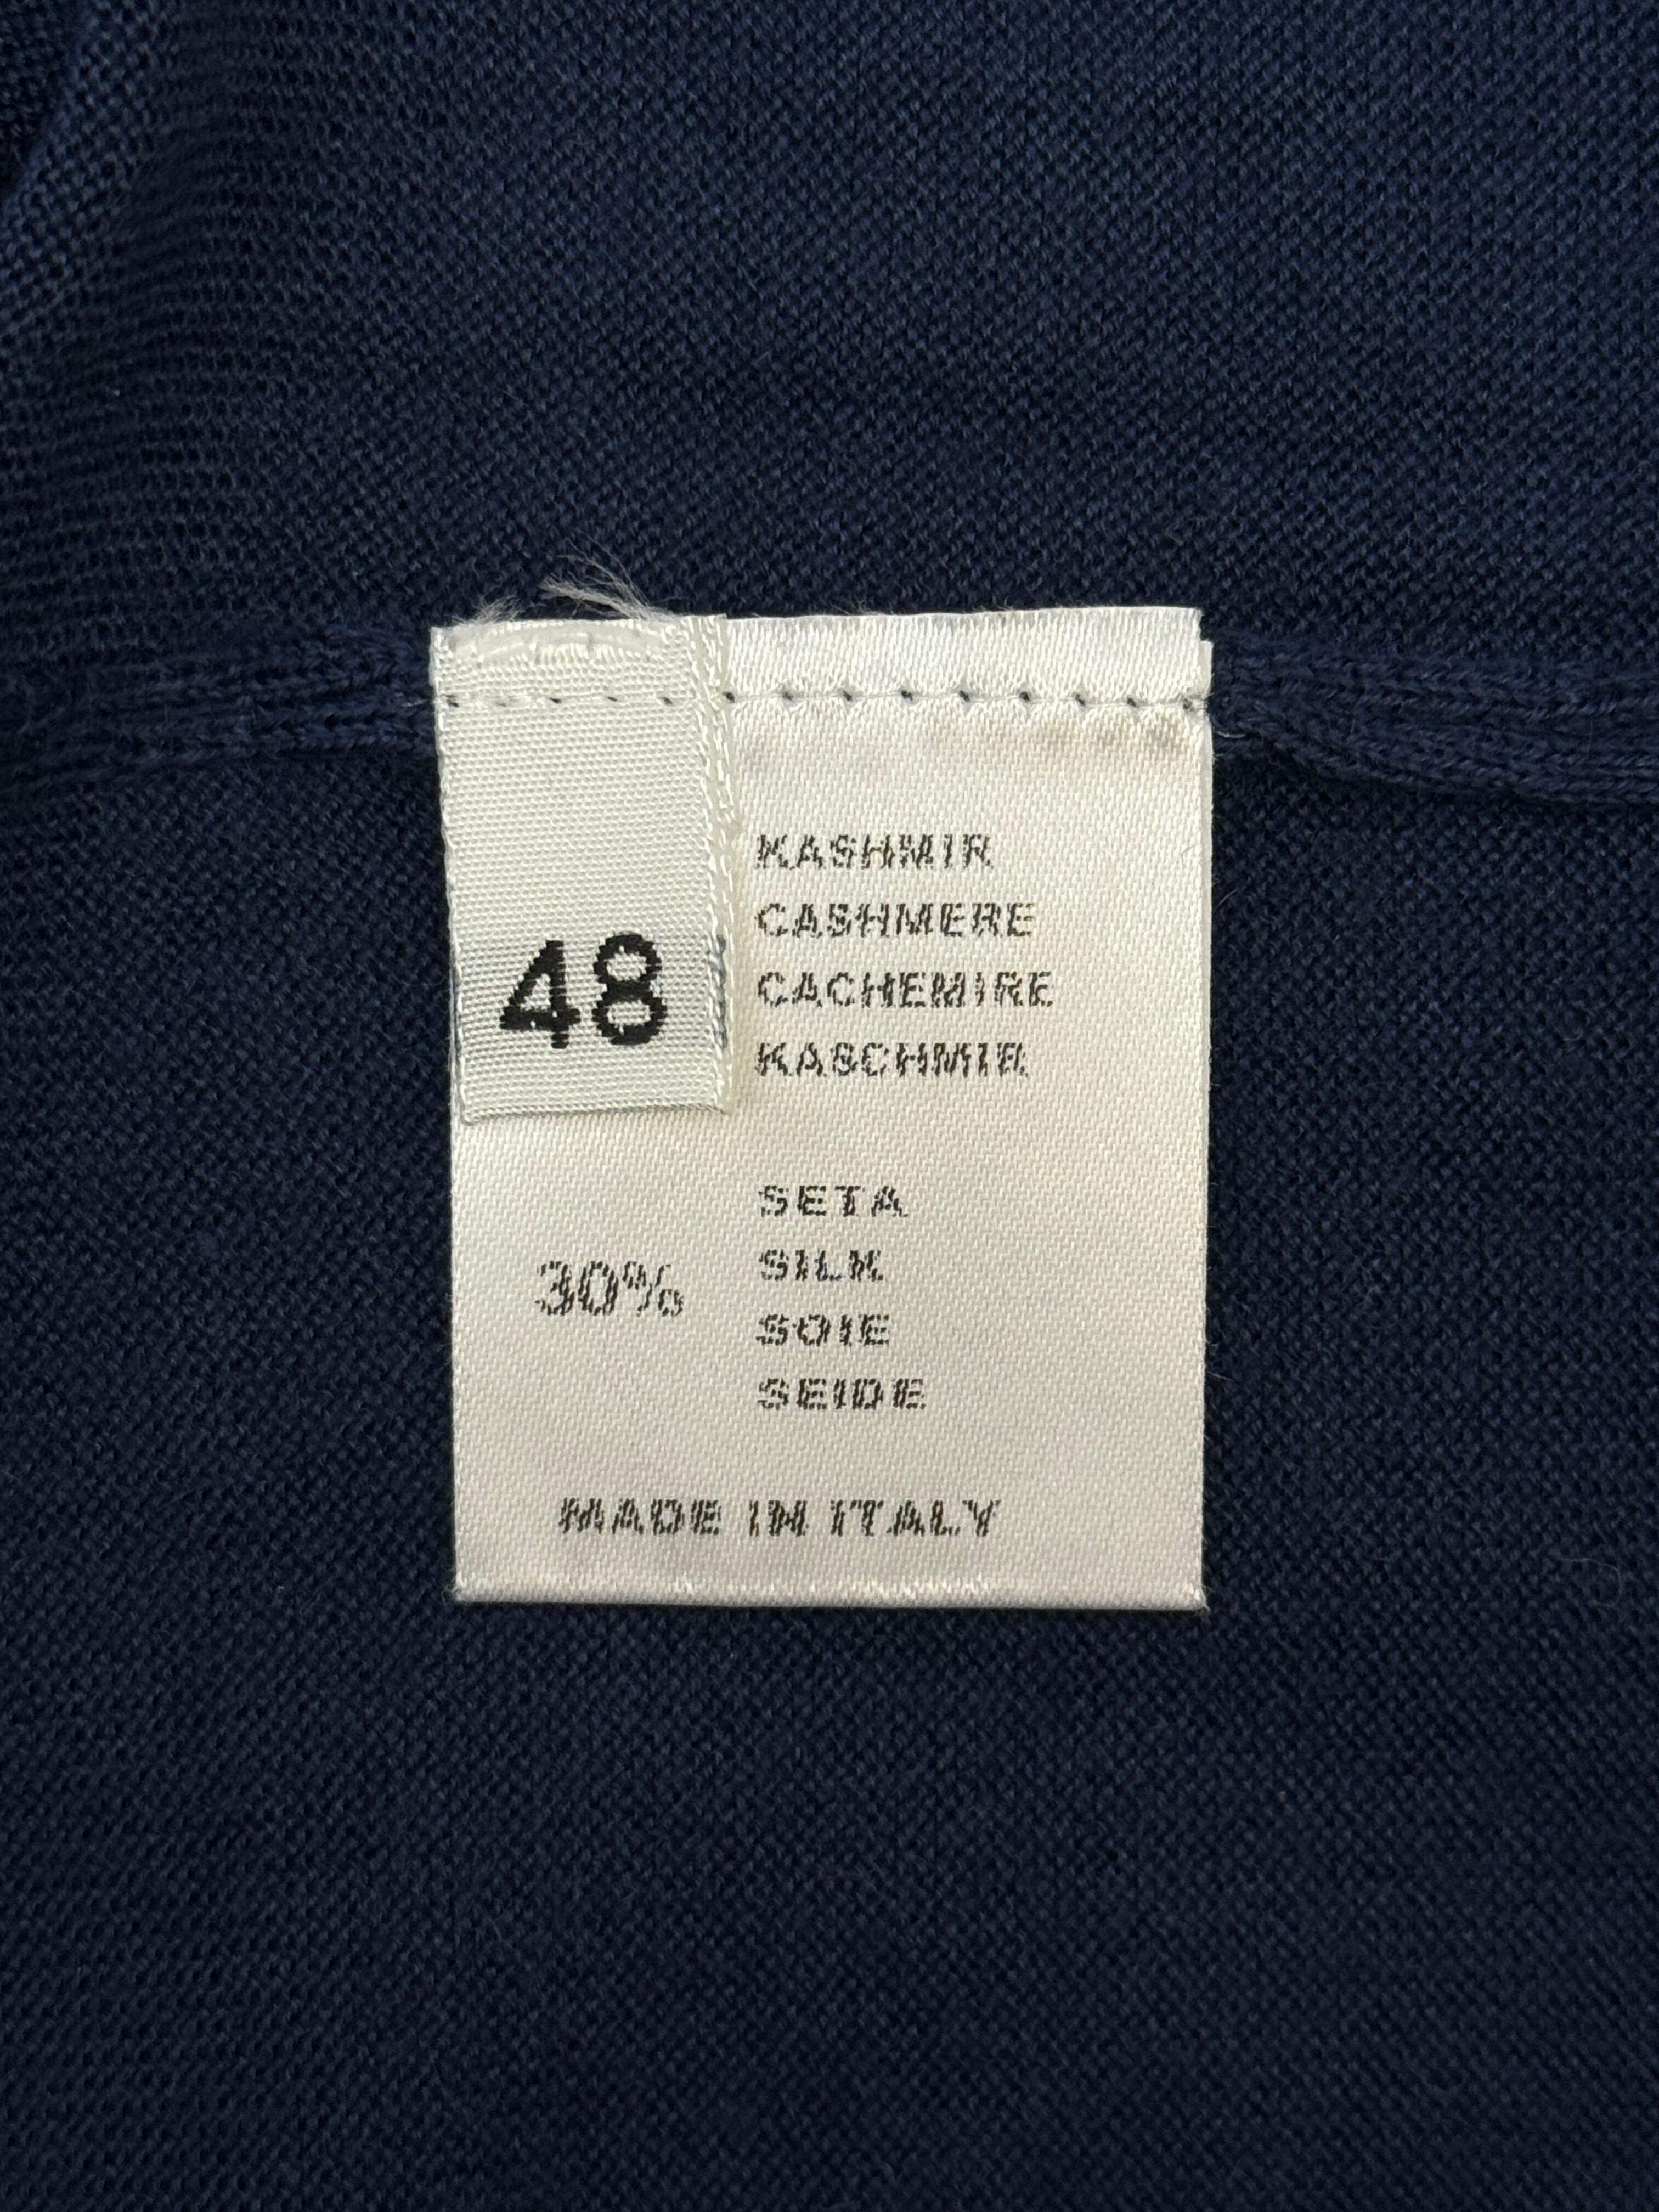 48
KASHMIR
CASHMERE
CACHEMIRE
KASCHMIR
SETA
SILK
30%
SOIE
SEIDE
MADE IN ITALY